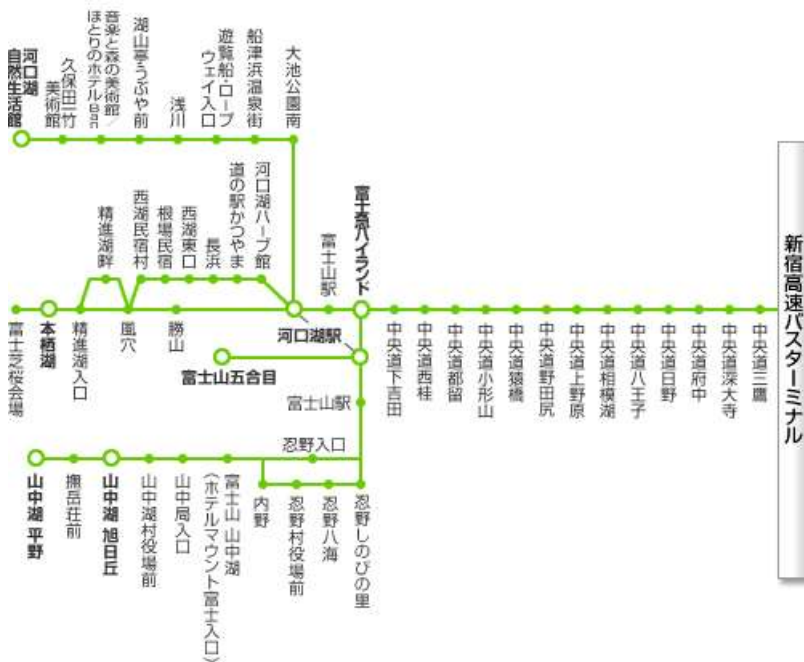 河口湖
自然生活館
久保田一竹
美術館
音楽と森の美術館／
ほとりのホテルBan
湖山亭うぶや前
浅川
遊覧船・ロープ
ウェイ入口
船津浜温泉街
大池公園南
精進湖畔
西湖民宿村
根場民宿
西湖東口
長浜
道の駅かつやま
河口湖ハーブ館
富士山駅
富士急ハイランド
新宿高速バスターミナル
富士芝桜会場
本栖湖
精進湖入口
風穴
勝山
河口湖駅
富士山五合目
中央道下吉田
中央道西桂
中央道都留
中央道小形山
中央道猿橋
中央道野田尻
中央道上野原
中央道相模湖
中央道八王子
中央道日野
中央道府中
中央道深大寺
中央道三鷹
富士山駅
忍野入口
山中湖 平野
撫岳荘前
山中湖 旭日丘
山中湖村役場前
山中局入口
富士山 山中湖
（ホテルマウント富士入口）
内野
忍野村役場前
忍野八海
忍野しのびの里